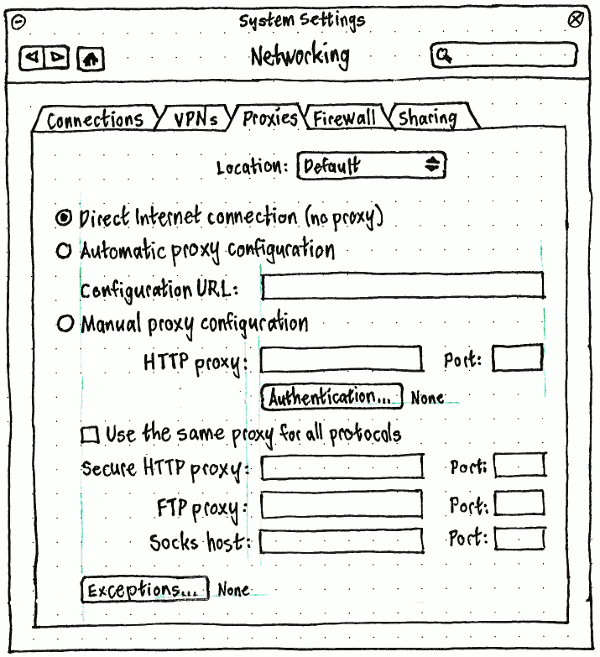 System Settings
Networking
Connections VPNs Proxies Firewall Sharing
Location: Default
Direct Internet connection (no proxy)
Automatic proxy configuration
Configuration URL:
Manual proxy configuration
HTTP proxy: Port:
Authentication... None
Use the same proxy for all protocols
Secure HTTP proxy: Port:
FTP proxy: Port:
Socks host: Port:
Exceptions... None